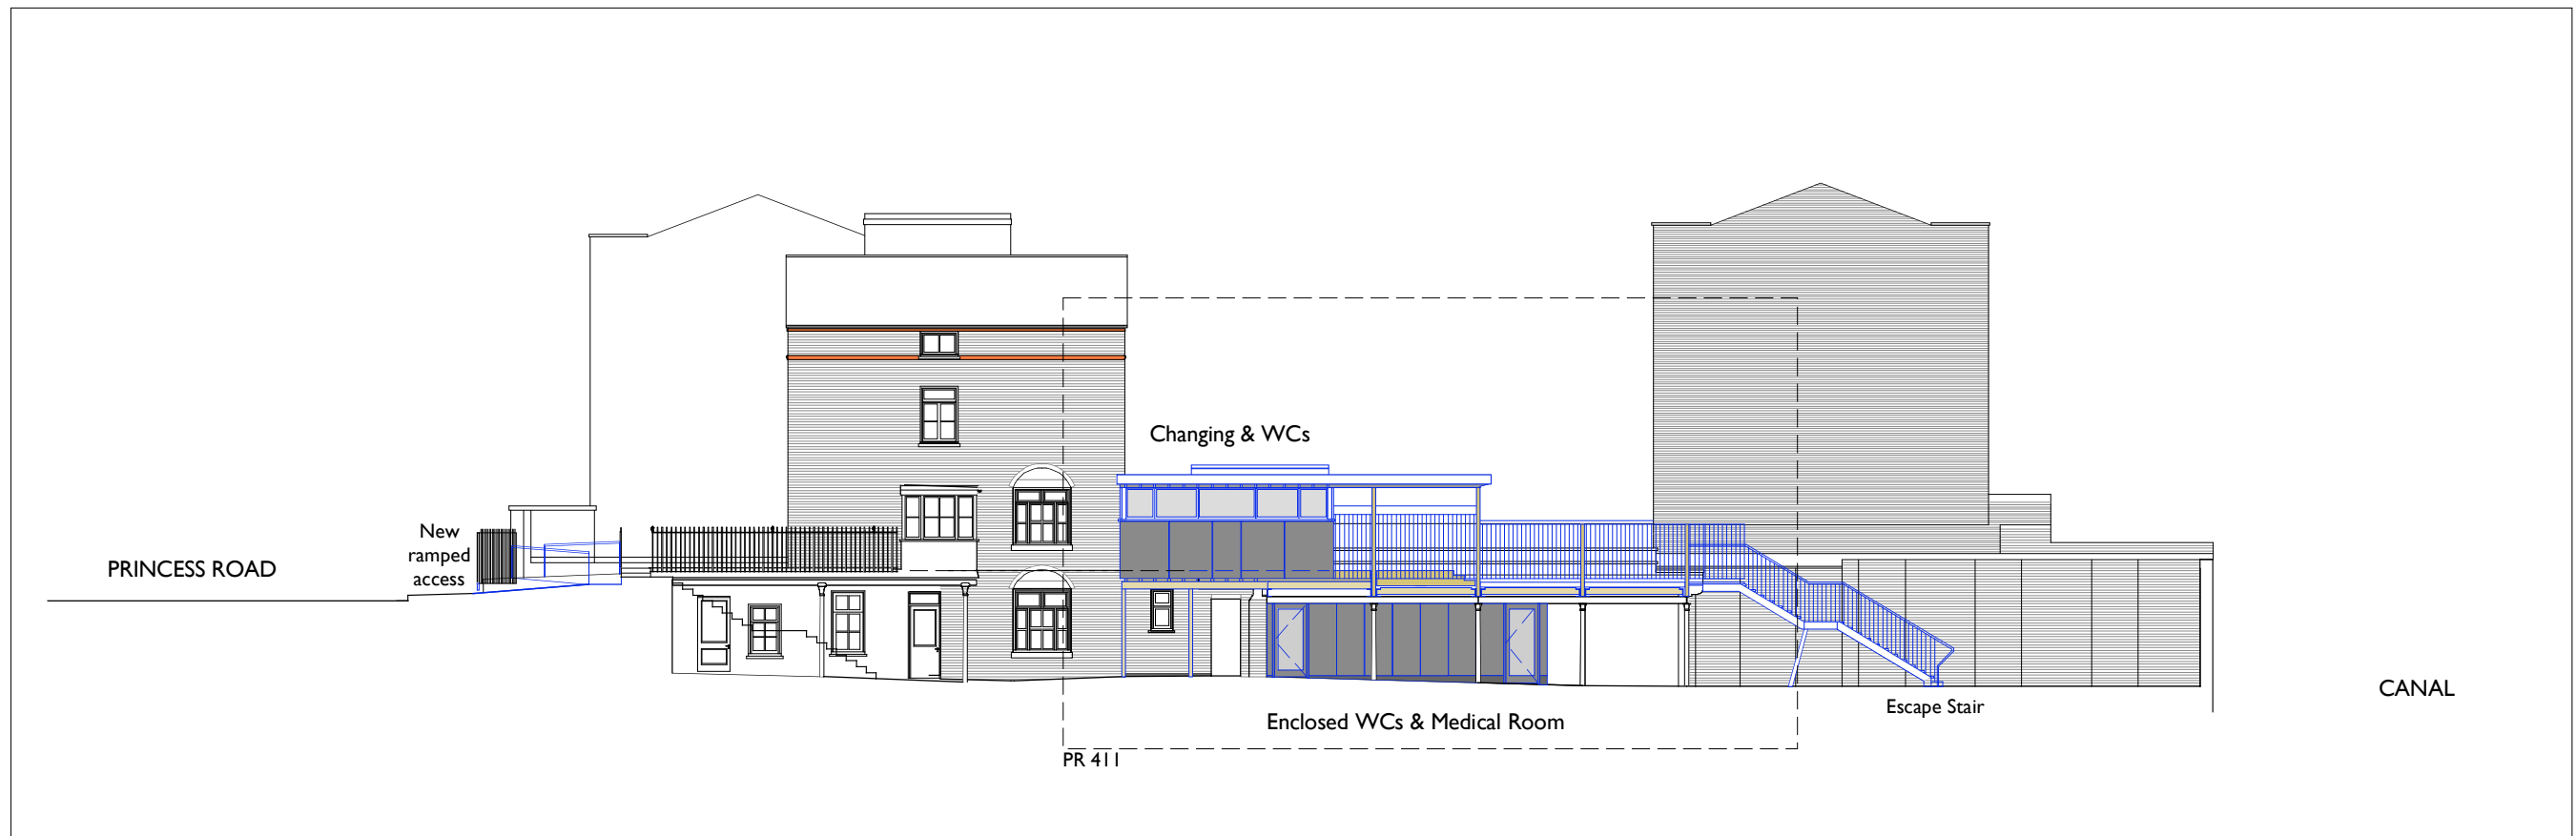 Changing & WCs
New
ramped
access
PRINCESS ROAD
CANAL
Escape Stair
Enclosed WCs & Medical Room
PR 411